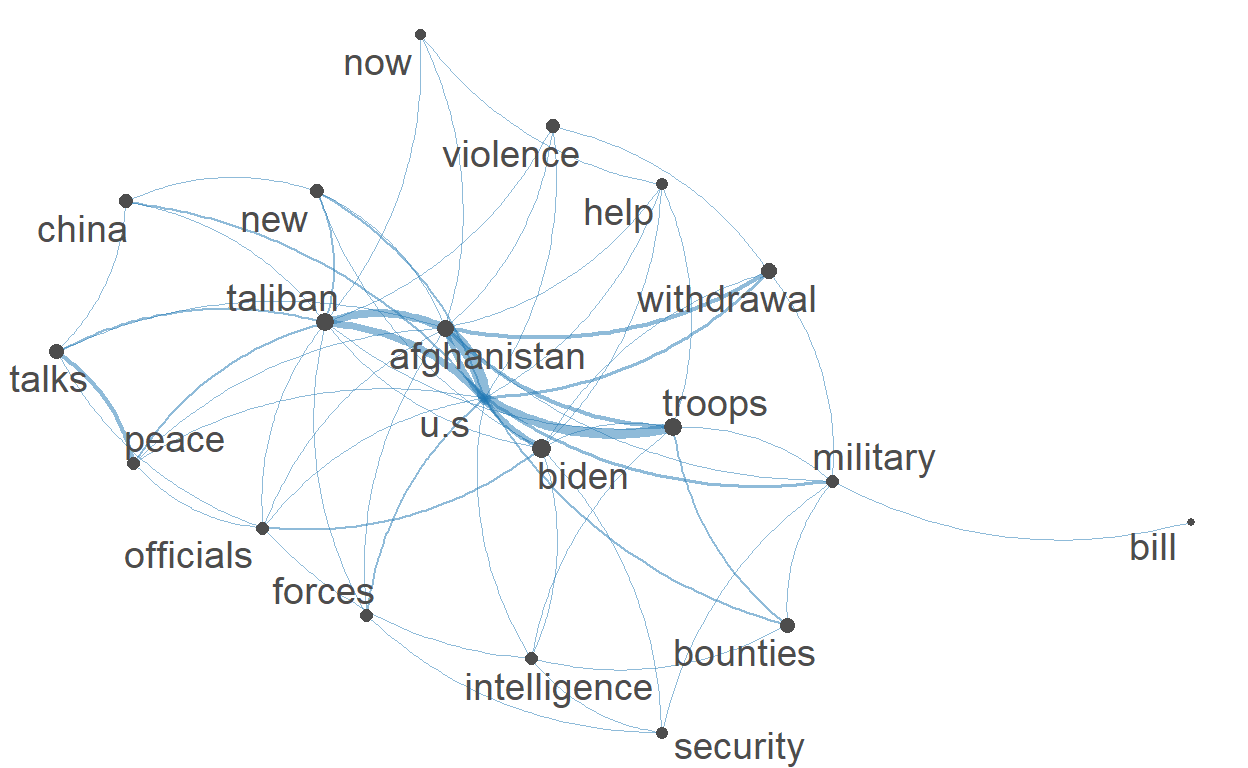 now
violence
help
china
new
taliban
withdrawal
afghanistan
talks
troops
u.s
peace
military
biden
officials
bill
forces
bounties
intelligence
security